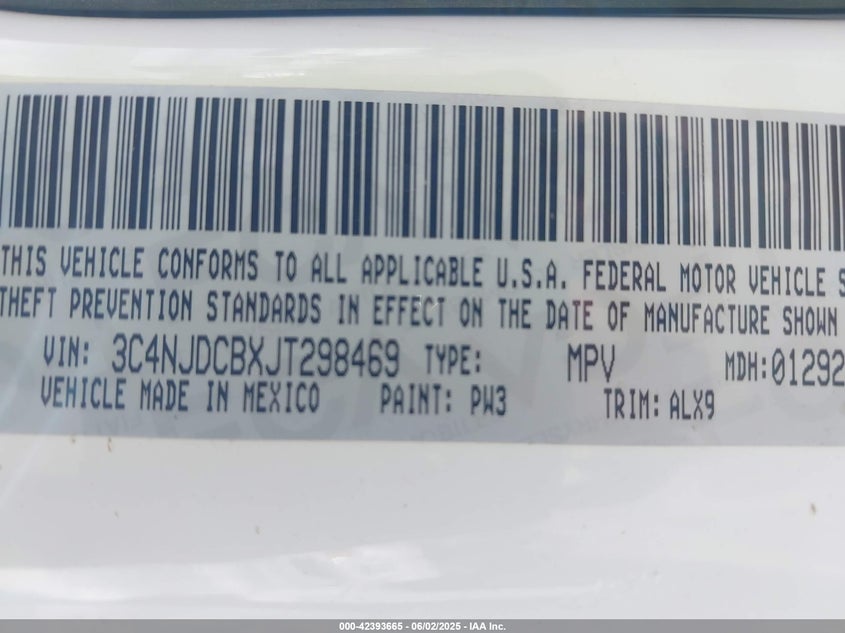 THIS VEHICLE CONFORMS TO ALL APPLICABLE U.S.A. FEDERAL MOTOR VEHICLE S
THEFT PREVENTION STANDARDS IN EFFECT ON THE DATE OF MANUFACTURE SHOWN
VIN: 3C4NJDCBXJT298469 TYPE: MPV MDH:01292
VEHICLE MADE IN MEXICO PAINT: PW3 TRIM: ALX9
000-42393665 - 06/02/2025 - IAA Inc.